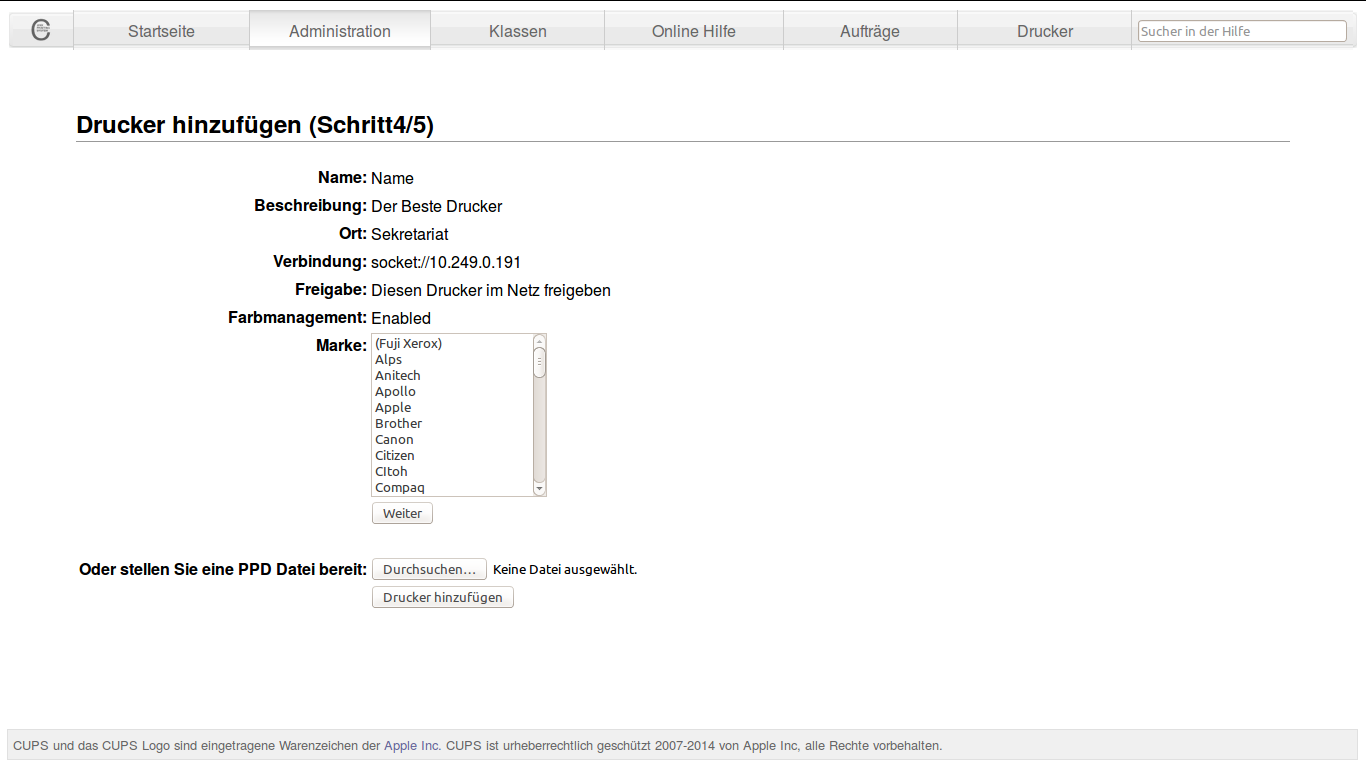 Startseite Administration Klassen Online Hilfe Aufträge Drucker Sucher in der Hilfe
Drucker hinzufügen (Schritt4/5)
Name: Name
Beschreibung: Der Beste Drucker
Ort: Sekretariat
Verbindung: socket://10.249.0.191
Freigabe: Diesen Drucker im Netz freigeben
Farbmanagement: Enabled
Marke: (Fuji Xerox)
Alps
Anitech
Apollo
Apple
Brother
Canon
Citizen
CItoh
Compaq
Weiter
Oder stellen Sie eine PPD Datei bereit: Durchsuchen... Keine Datei ausgewählt.
Drucker hinzufügen
CUPS und das CUPS Logo sind eingetragene Warenzeichen der Apple Inc. CUPS ist urheberrechtlich geschützt 2007-2014 von Apple Inc, alle Rechte vorbehalten.